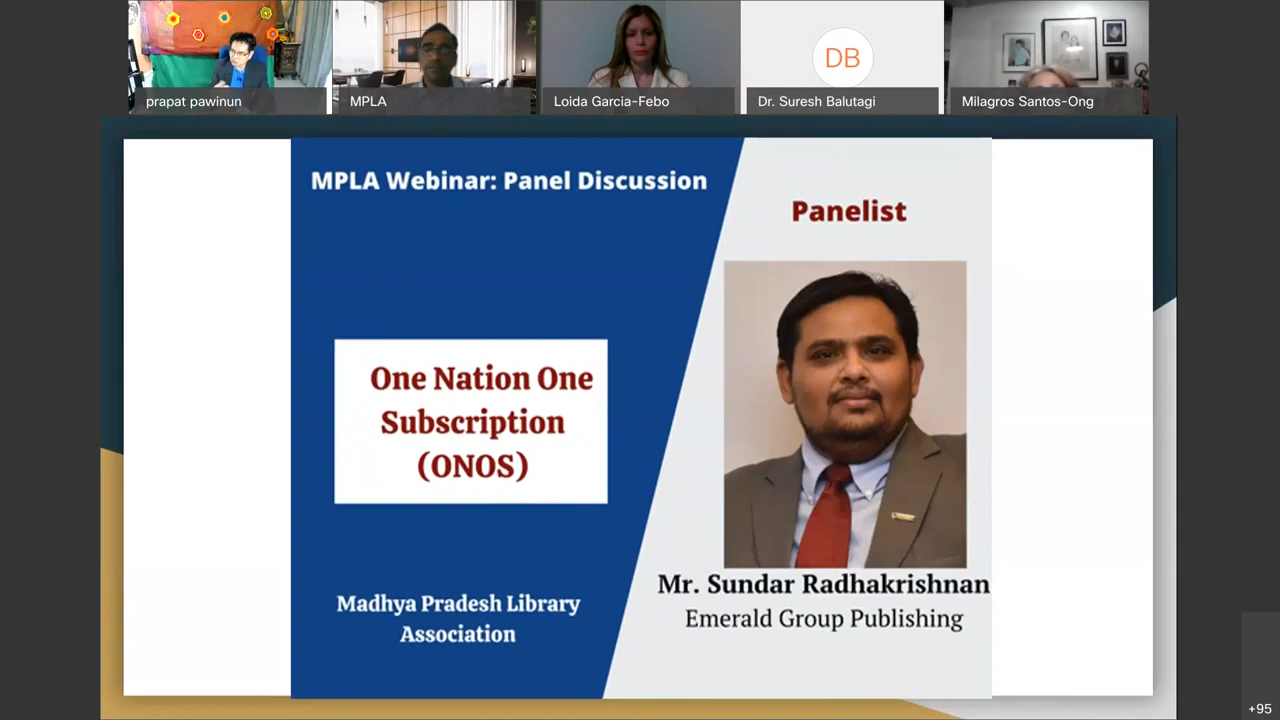 prapat pawinun
MPLA
Loida Garcia-Febo
DB
Dr. Suresh Balutagi
Milagros Santos-Ong
MPLA Webinar: Panel Discussion
Panelist
One Nation One
Subscription
(ONOS)
Mr. Sundar Radhakrishnan
Emerald Group Publishing
Madhya Pradesh Library
Association
+95